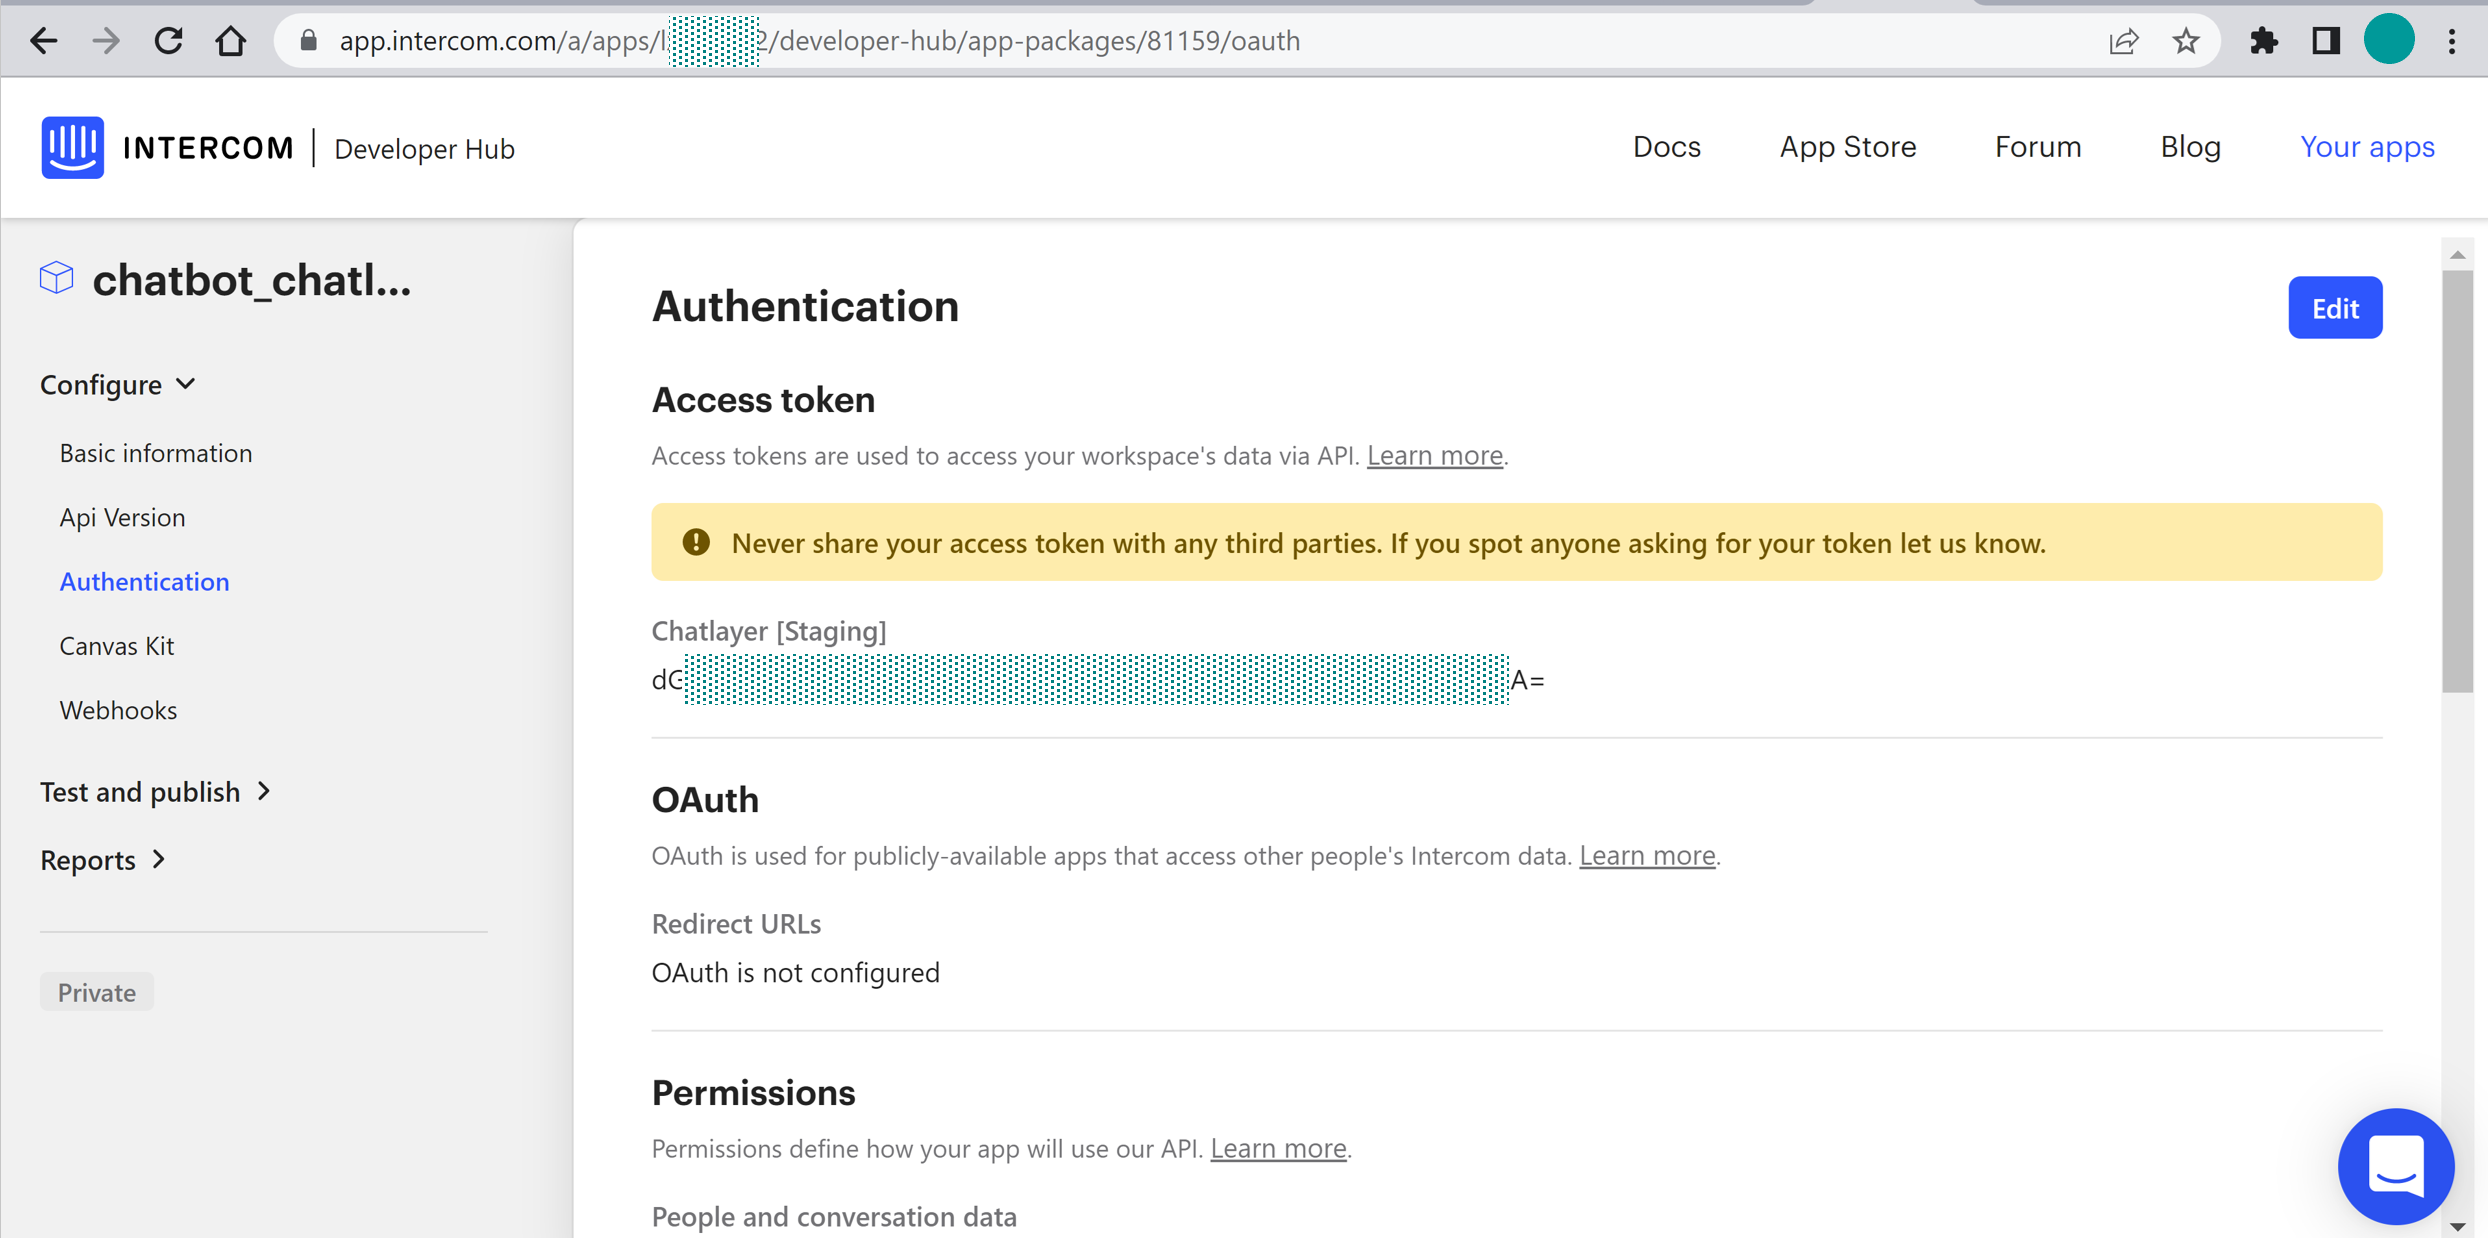 app.intercom.com/a/apps/l 2/developer-hub/app-packages/81159/oauth
INTERCOM | Developer Hub
Docs
App Store
Forum
Blog
Your apps
chatbot_chatl...
Configure
Basic information
Api Version
Authentication
Canvas Kit
Webhooks
Test and publish
Reports
Private
Authentication
Edit
Access token
Access tokens are used to access your workspace's data via API. Learn more.
Never share your access token with any third parties. If you spot anyone asking for your token let us know.
Chatlayer [Staging]
dG A=
OAuth
OAuth is used for publicly-available apps that access other people's Intercom data. Learn more.
Redirect URLs
OAuth is not configured
Permissions
Permissions define how your app will use our API. Learn more.
People and conversation data